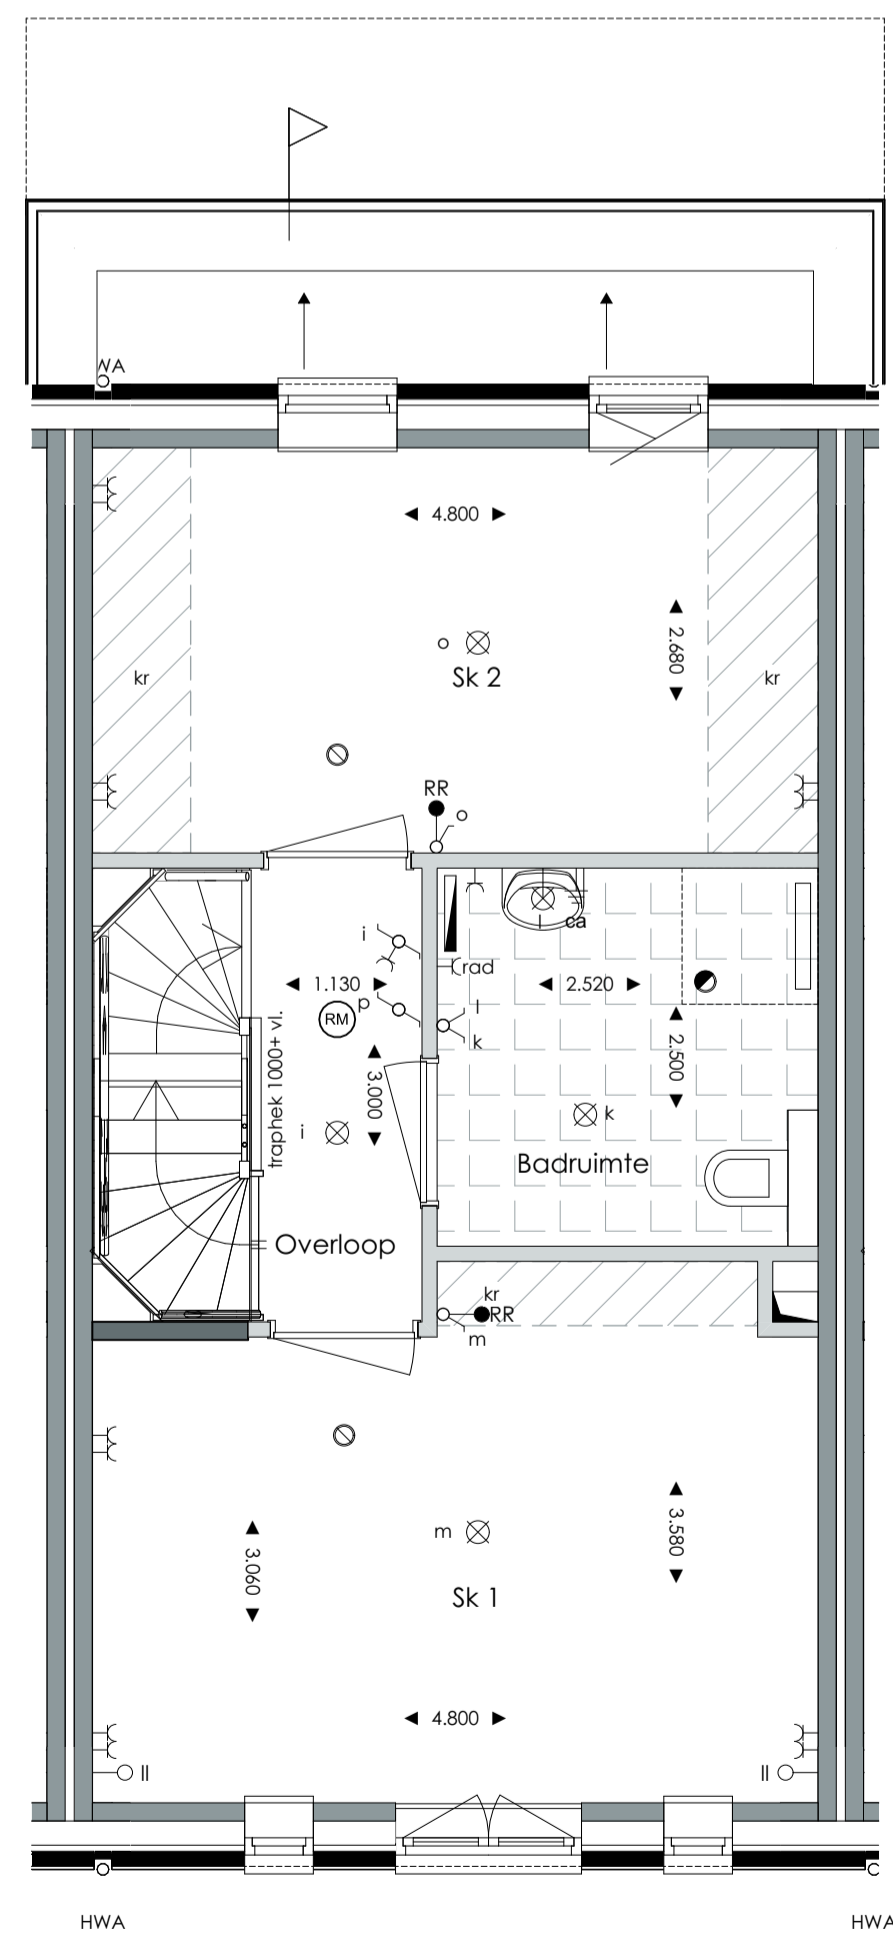 WA
4.800
2.680
Sk 2
o
kr
kr
RR
o
i
ca
l
rad
1.130
2.520
p
RM
l
k
traphek 1000+ vl.
3.000
2.500
i
k
Badruimte
Overloop
kr
RR
m
m
3.060
3.580
Sk 1
4.800
II
II
HWA
HWA